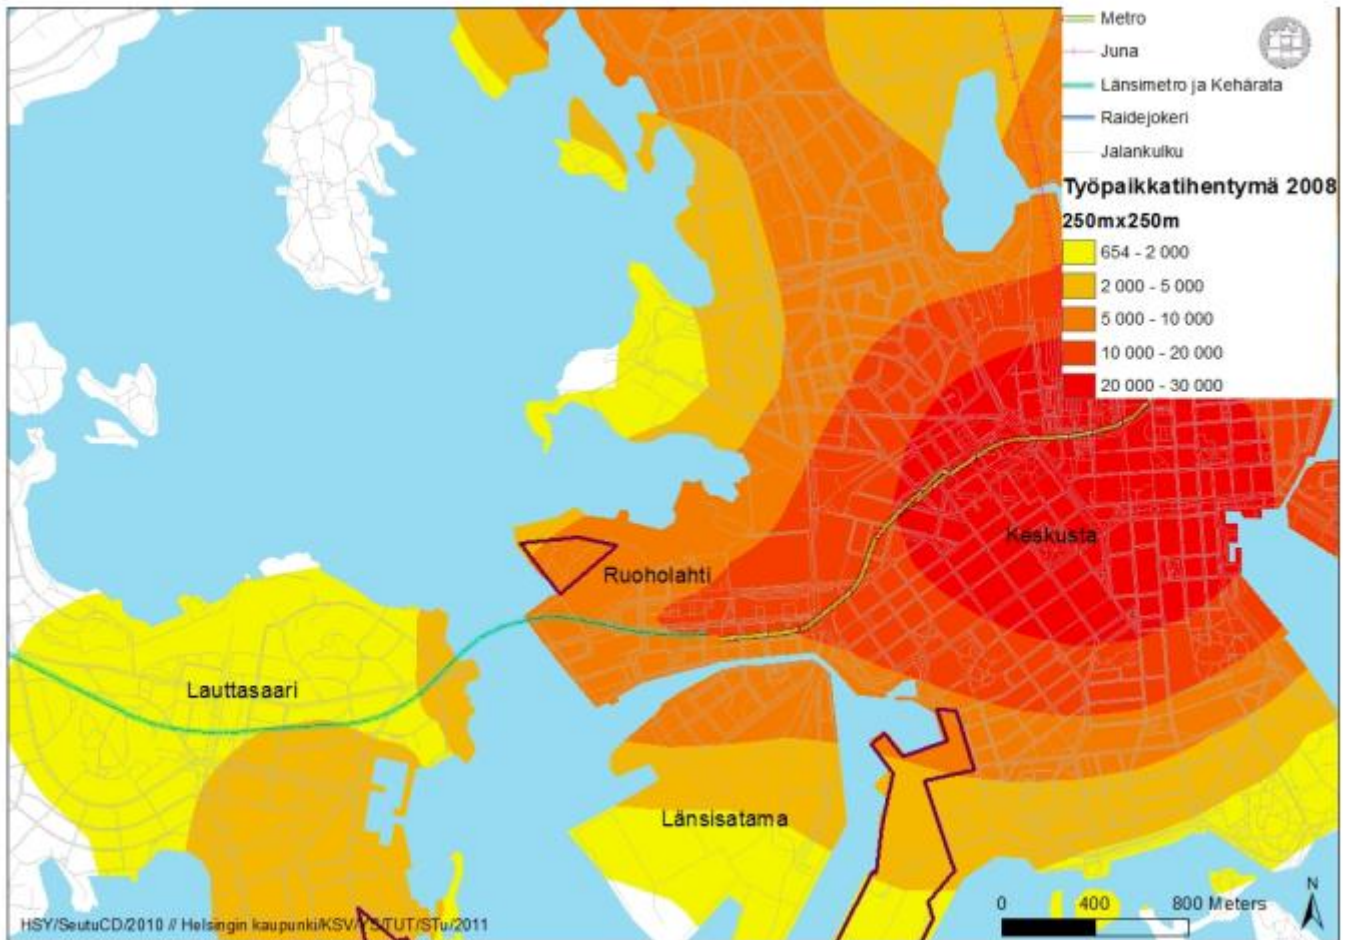 Metro
Juna
Länsimetro ja Kehärata
Raidejokeri
Jalankulku
Työpaikkatihentymä 2008
250mx250m
654 - 2 000
2 000 - 5 000
5 000 - 10 000
10 000 - 20 000
20 000 - 30 000
Keskusta
Ruoholahti
Lauttasaari
Länsisatama
0 400 800 Meters
N
HSY/SeutuCD/2010 // Helsingin kaupunki/KSV/YS/TUT/STu/2011